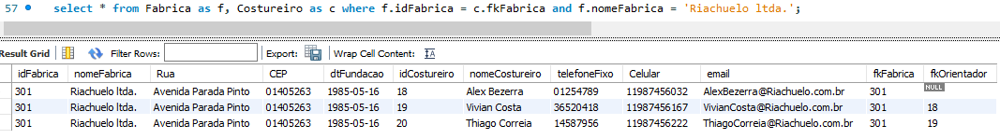 57 select * from Fabrica as f, Costureiro as c where f.idFabrica = c.fkFabrica and f.nomeFabrica = 'Riachuelo ltda.';
Result Grid Filter Rows: Export: Wrap Cell Content:
idFabrica nomeFabrica Rua CEP dtFundacao idCostureiro nomeCostureiro telefoneFixo Celular email fkFabrica fkOrientador
301 Riachuelo ltda. Avenida Parada Pinto 01405263 1985-05-16 18 Alex Bezerra 01254789 11987456032 AlexBezerra@Riachuelo.com.br 301 NULL
301 Riachuelo ltda. Avenida Parada Pinto 01405263 1985-05-16 19 Vivian Costa 36520418 11987456167 VivianCosta@Riachuelo.com.br 301 18
301 Riachuelo ltda. Avenida Parada Pinto 01405263 1985-05-16 20 Thiago Correia 14587956 11987456222 ThiagoCorreia@Riachuelo.com.br 301 19